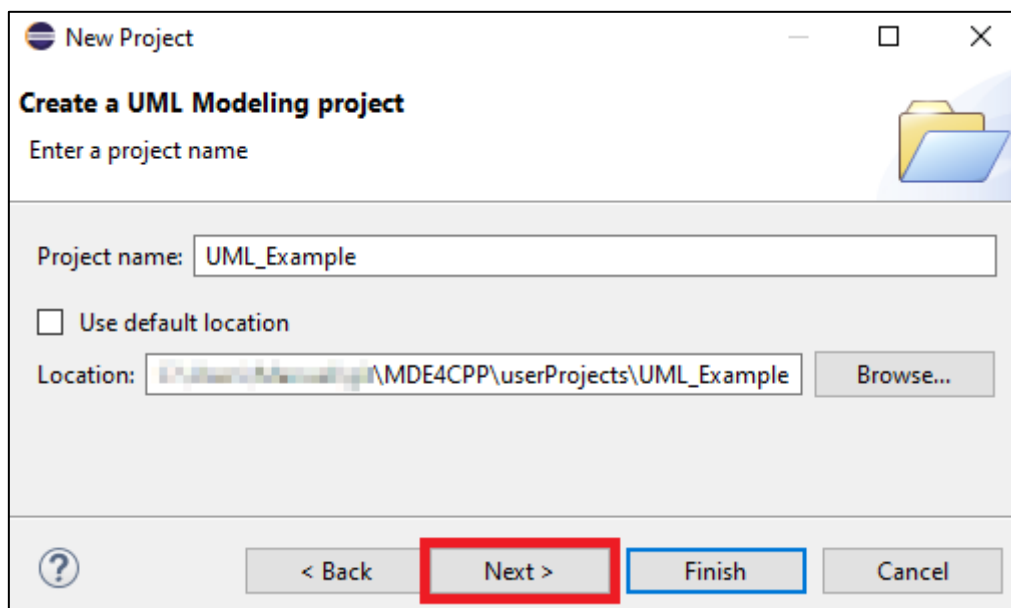 New Project
Create a UML Modeling project
Enter a project name
Project name: UML_Example
Use default location
Location: \MDE4CPP\userProjects\UML_Example Browse...
? < Back Next > Finish Cancel